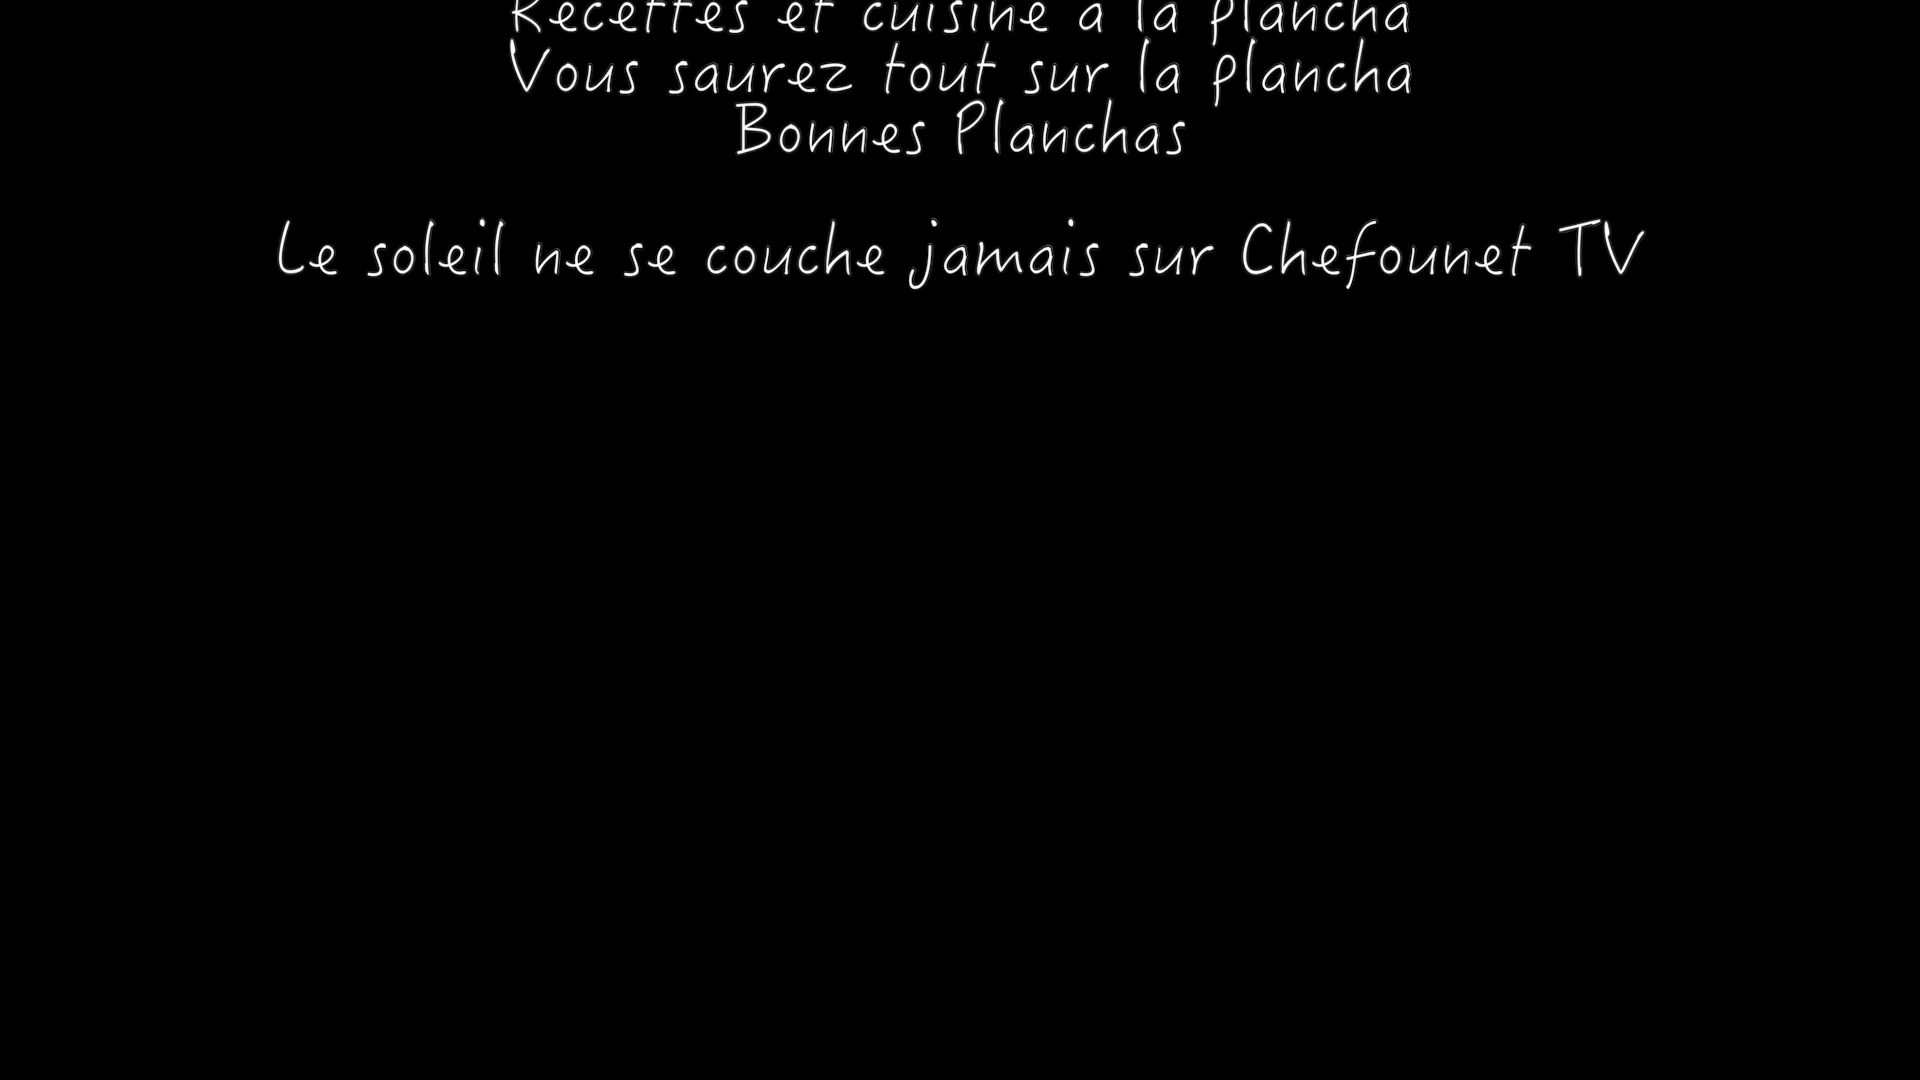 Recettes et cuisine a la plancha
Vous saurez tout sur la plancha
Bonnes Planchas
Le soleil ne se couche jamais sur Chefounet TV